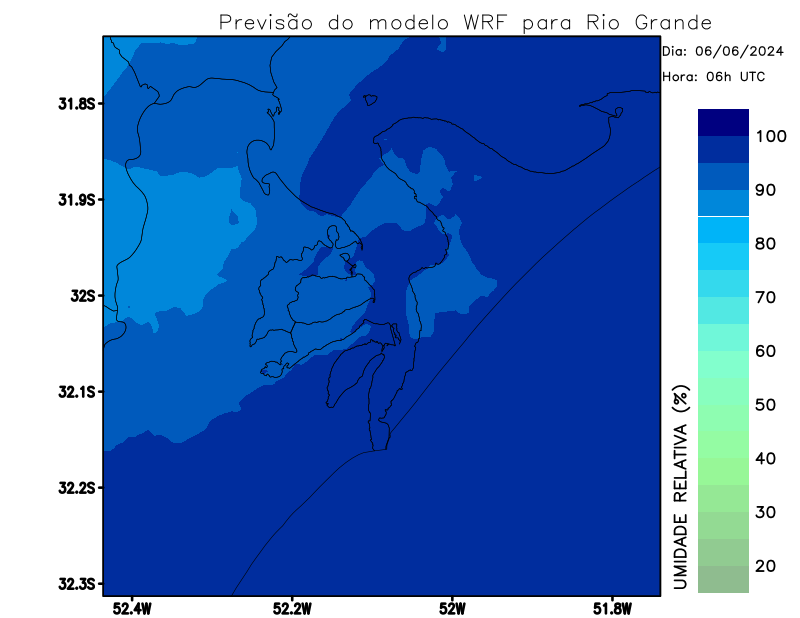 Previsão do modelo WRF para Rio Grande
Dia: 06/06/2024
Hora: 06h UTC
31.8S
31.9S
32S
32.1S
32.2S
32.3S
52.4W
52.2W
52W
51.8W
UMIDADE RELATIVA (%)
100
90
80
70
60
50
40
30
20